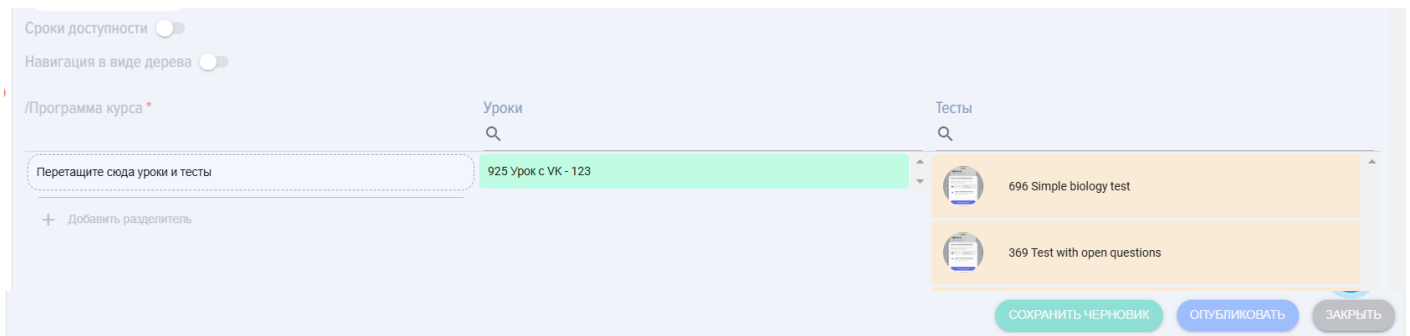 Сроки доступности
Навигация в виде дерева
/Программа курса *
Уроки
Тесты
Перетащите сюда уроки и тесты
925 Урок с VK - 123
696 Simple biology test
+ Добавить разделитель
369 Test with open questions
СОХРАНИТЬ ЧЕРНОВИК
ОПУБЛИКОВАТЬ
ЗАКРЫТЬ